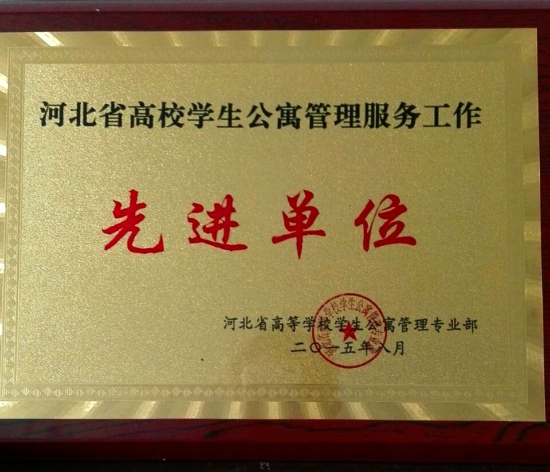 河北省高校学生公寓管理服务工作
先进单位
河北省高等学校学生公寓管理专业部
二〇一五年八月